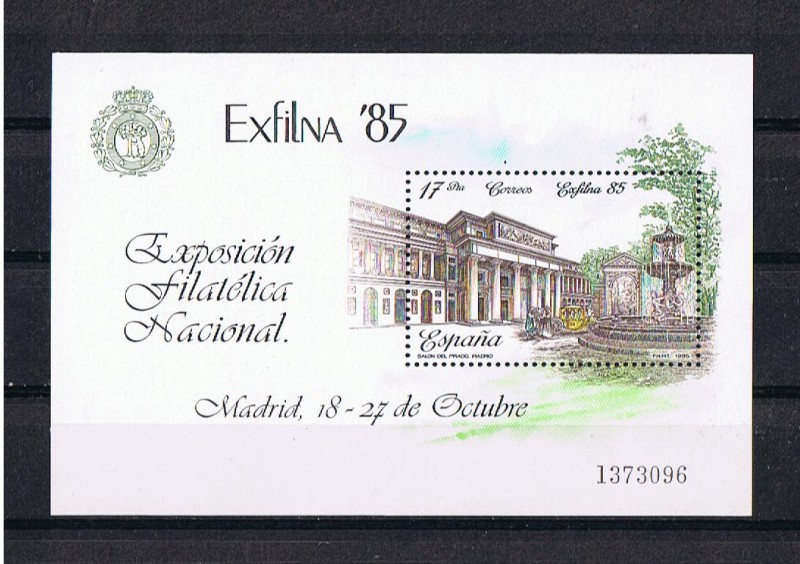 Exfilna '85
17 Pta Correos Exfilna 85
Exposición
Filatélica
Nacional.
España
SALON DEL PRADO, MADRID F.N.M.T. 1985
Madrid, 18-27 de Octubre
1373096